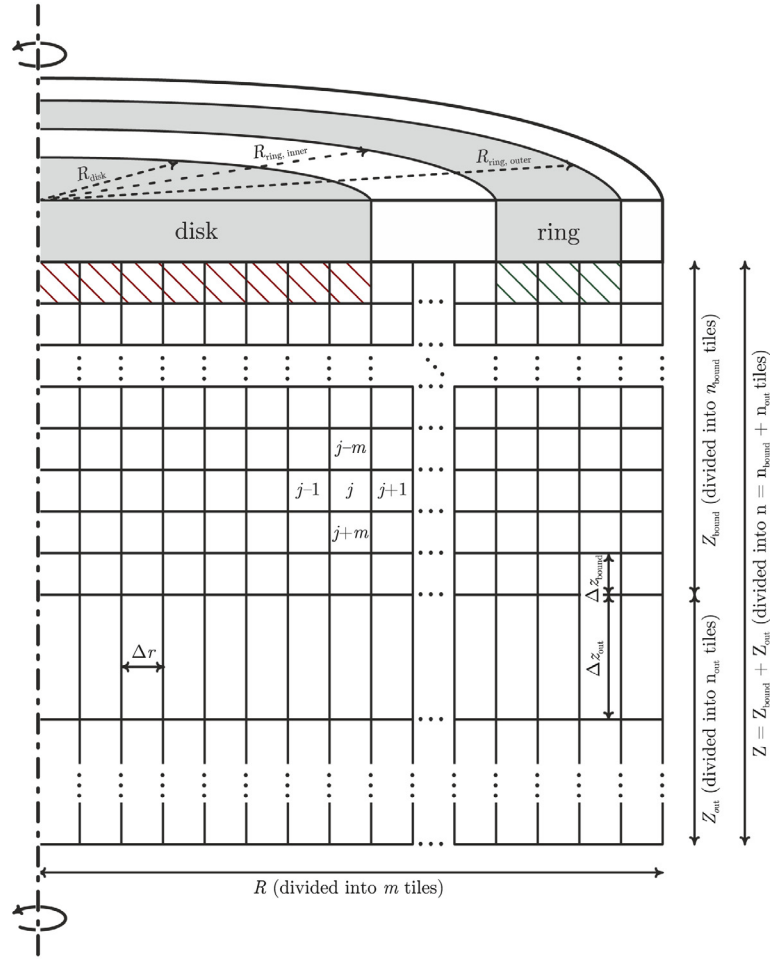 R_disk
R_ring, inner
R_ring, outer
disk
ring
j–m
j–1
j
j+1
j+m
Δz_bound
Δr
Δz_out
Z_bound (divided into n_bound tiles)
Z_out (divided into n_out tiles)
Z = Z_bound + Z_out (divided into n = n_bound + n_out tiles)
R (divided into m tiles)